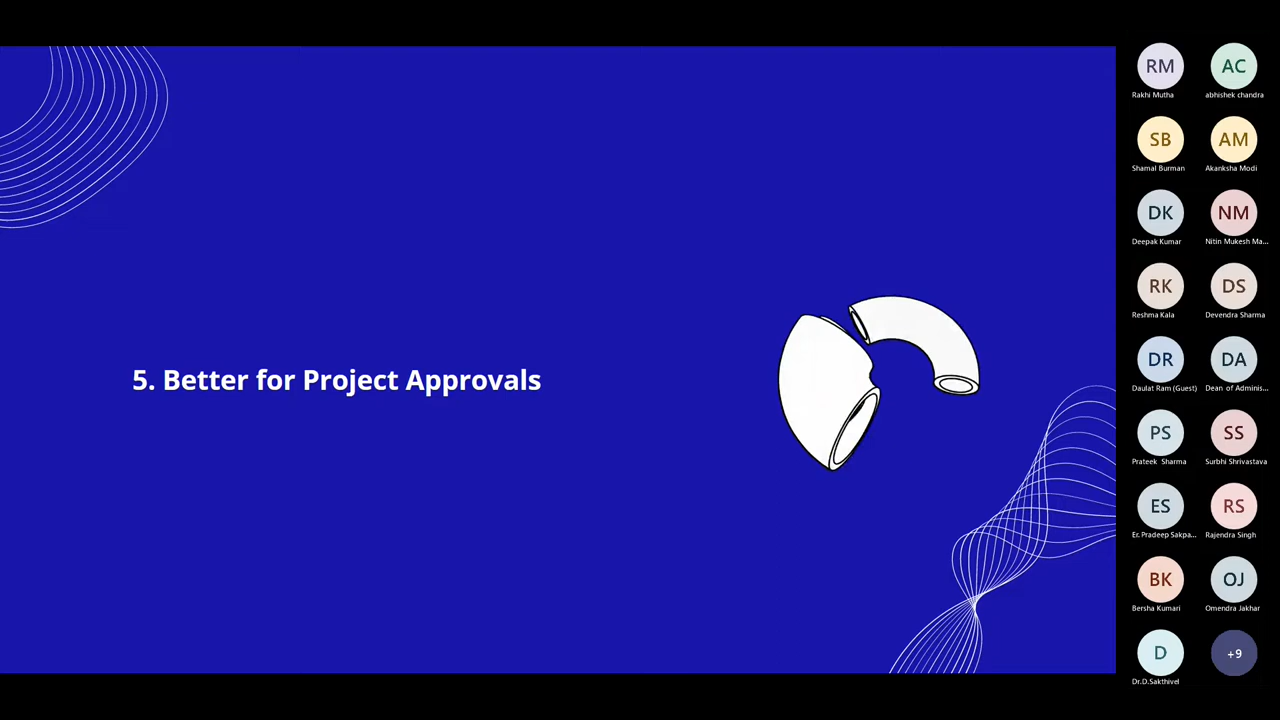 5. Better for Project Approvals
RM
AC
Rakhi Mutha
abhishek chandra
SB
AM
Shamal Burman
Akanksha Modi
DK
NM
Deepak Kumar
Nitin Mukesh Ma...
RK
DS
Reshma Kala
Devendra Sharma
DR
DA
Daulat Ram (Guest)
Dean of Adminis...
PS
SS
Prateek Sharma
Surbhi Shrivastava
ES
RS
Er. Pradeep Sakpa...
Rajendra Singh
BK
OJ
Bersha Kumari
Omendra Jakhar
D
+9
Dr.D.Sakthivel